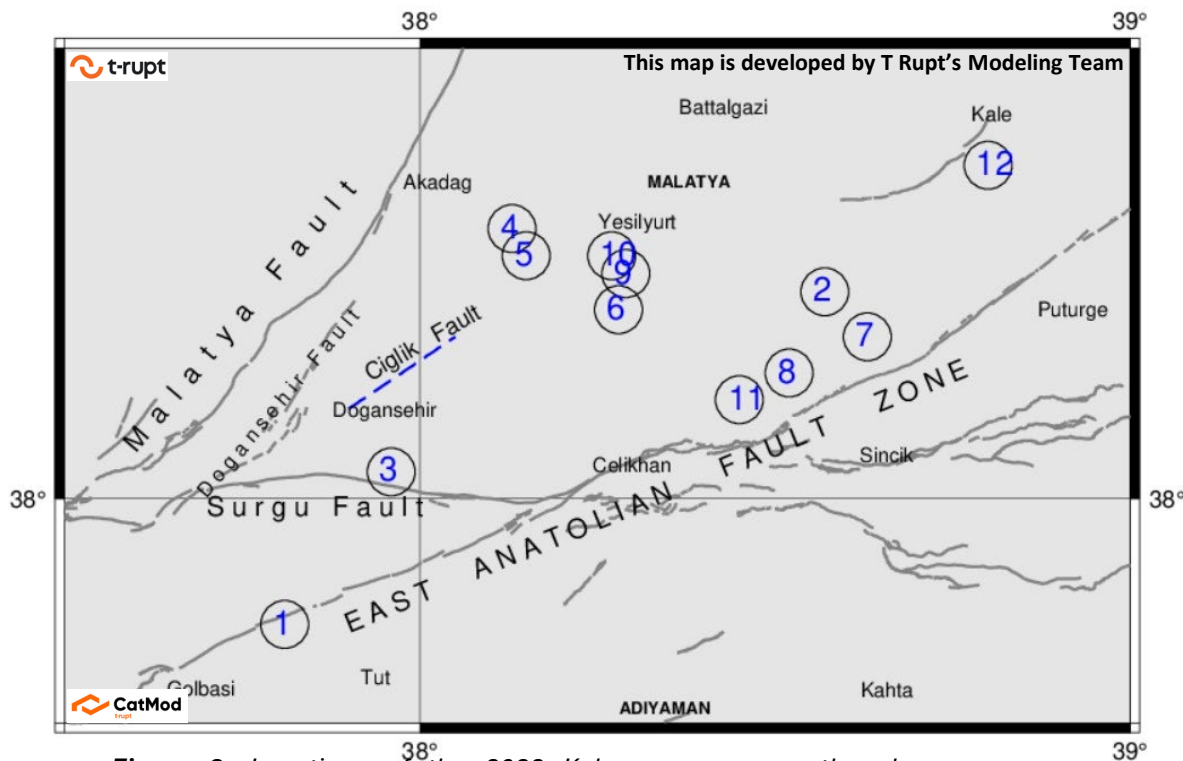 38°
39°
t-rupt
This map is developed by T Rupt's Modeling Team
Battalgazi
Kale
12
Akadag
MALATYA
4
Yesilyurt
5
10
9
Malatya Fault
2
6
Puturge
7
Ciglik Fault
Dogansehir Fault
8
11
Dogansehir
EAST ANATOLIAN FAULT ZONE
3
Celikhan
Sincik
38°
38°
Surgu Fault
1
Tut
Golbasi
Kahta
CatMod
t-rupt
ADIYAMAN
38°
39°